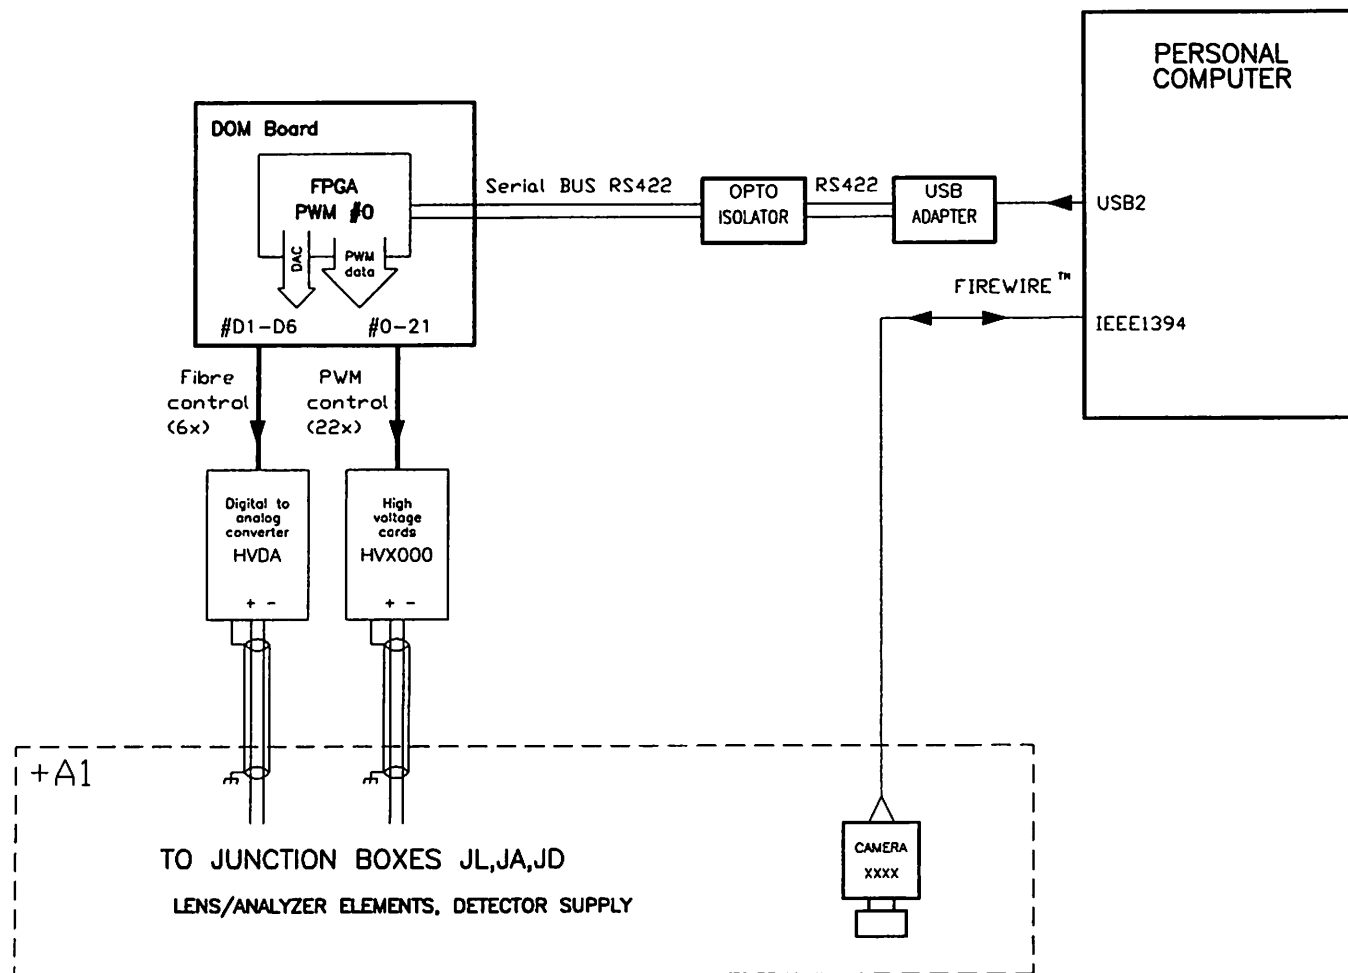 PERSONAL
COMPUTER
DOM Board
FPGA
PWM #0
DAC
PWM
data
#D1-D6
#0-21
Serial BUS RS422
OPTO
ISOLATOR
RS422
USB
ADAPTER
USB2
FIREWIRE™
IEEE1394
Fibre
control
(6x)
PWM
control
(22x)
Digital to
analog
converter
HVDA
+ -
High
voltage
cards
HVX000
+ -
+A1
TO JUNCTION BOXES JL,JA,JD
LENS/ANALYZER ELEMENTS, DETECTOR SUPPLY
CAMERA
XXXX